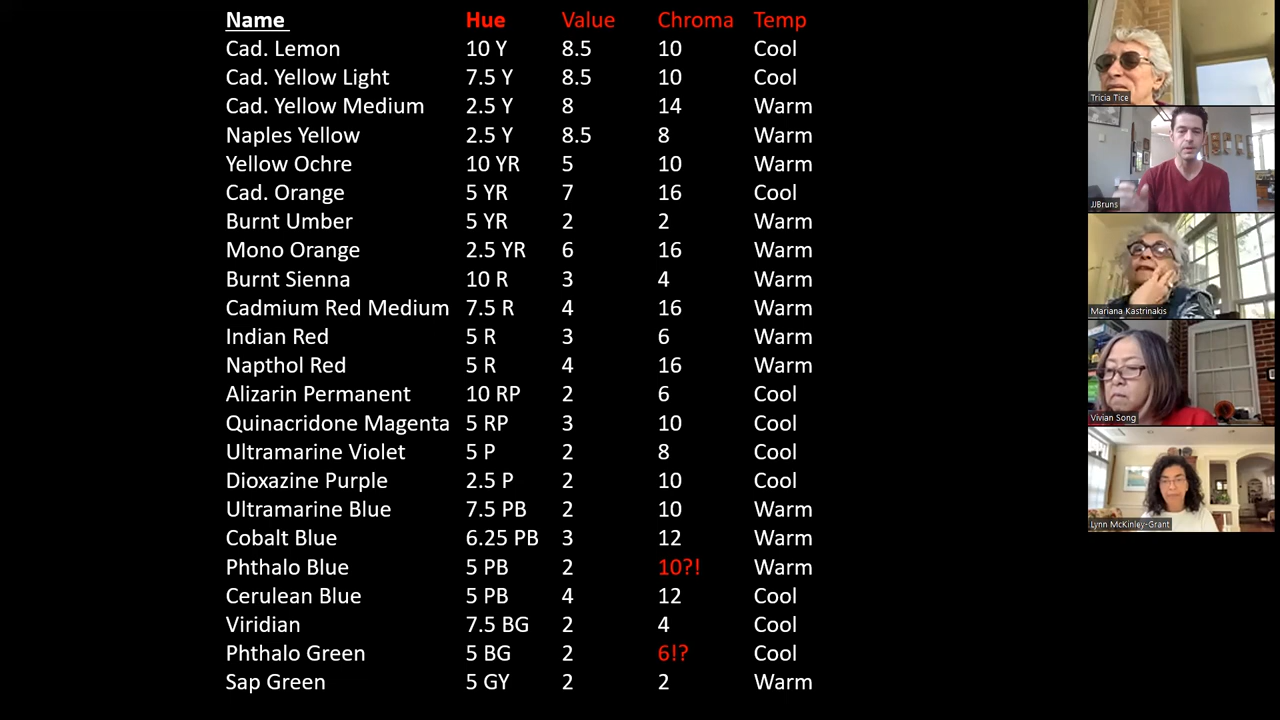 Name Hue Value Chroma Temp
Cad. Lemon 10 Y 8.5 10 Cool
Cad. Yellow Light 7.5 Y 8.5 10 Cool
Cad. Yellow Medium 2.5 Y 8 14 Warm
Naples Yellow 2.5 Y 8.5 8 Warm
Yellow Ochre 10 YR 5 10 Warm
Cad. Orange 5 YR 7 16 Cool
Burnt Umber 5 YR 2 2 Warm
Mono Orange 2.5 YR 6 16 Warm
Burnt Sienna 10 R 3 4 Warm
Cadmium Red Medium 7.5 R 4 16 Warm
Indian Red 5 R 3 6 Warm
Napthol Red 5 R 4 16 Warm
Alizarin Permanent 10 RP 2 6 Cool
Quinacridone Magenta 5 RP 3 10 Cool
Ultramarine Violet 5 P 2 8 Cool
Dioxazine Purple 2.5 P 2 10 Cool
Ultramarine Blue 7.5 PB 2 10 Warm
Cobalt Blue 6.25 PB 3 12 Warm
Phthalo Blue 5 PB 2 10?! Warm
Cerulean Blue 5 PB 4 12 Cool
Viridian 7.5 BG 2 4 Cool
Phthalo Green 5 BG 2 6!? Cool
Sap Green 5 GY 2 2 Warm
Tricia Tice
JJBruns
Mariana Kastrinakis
Vivian Song
Lynn McKinley-Grant